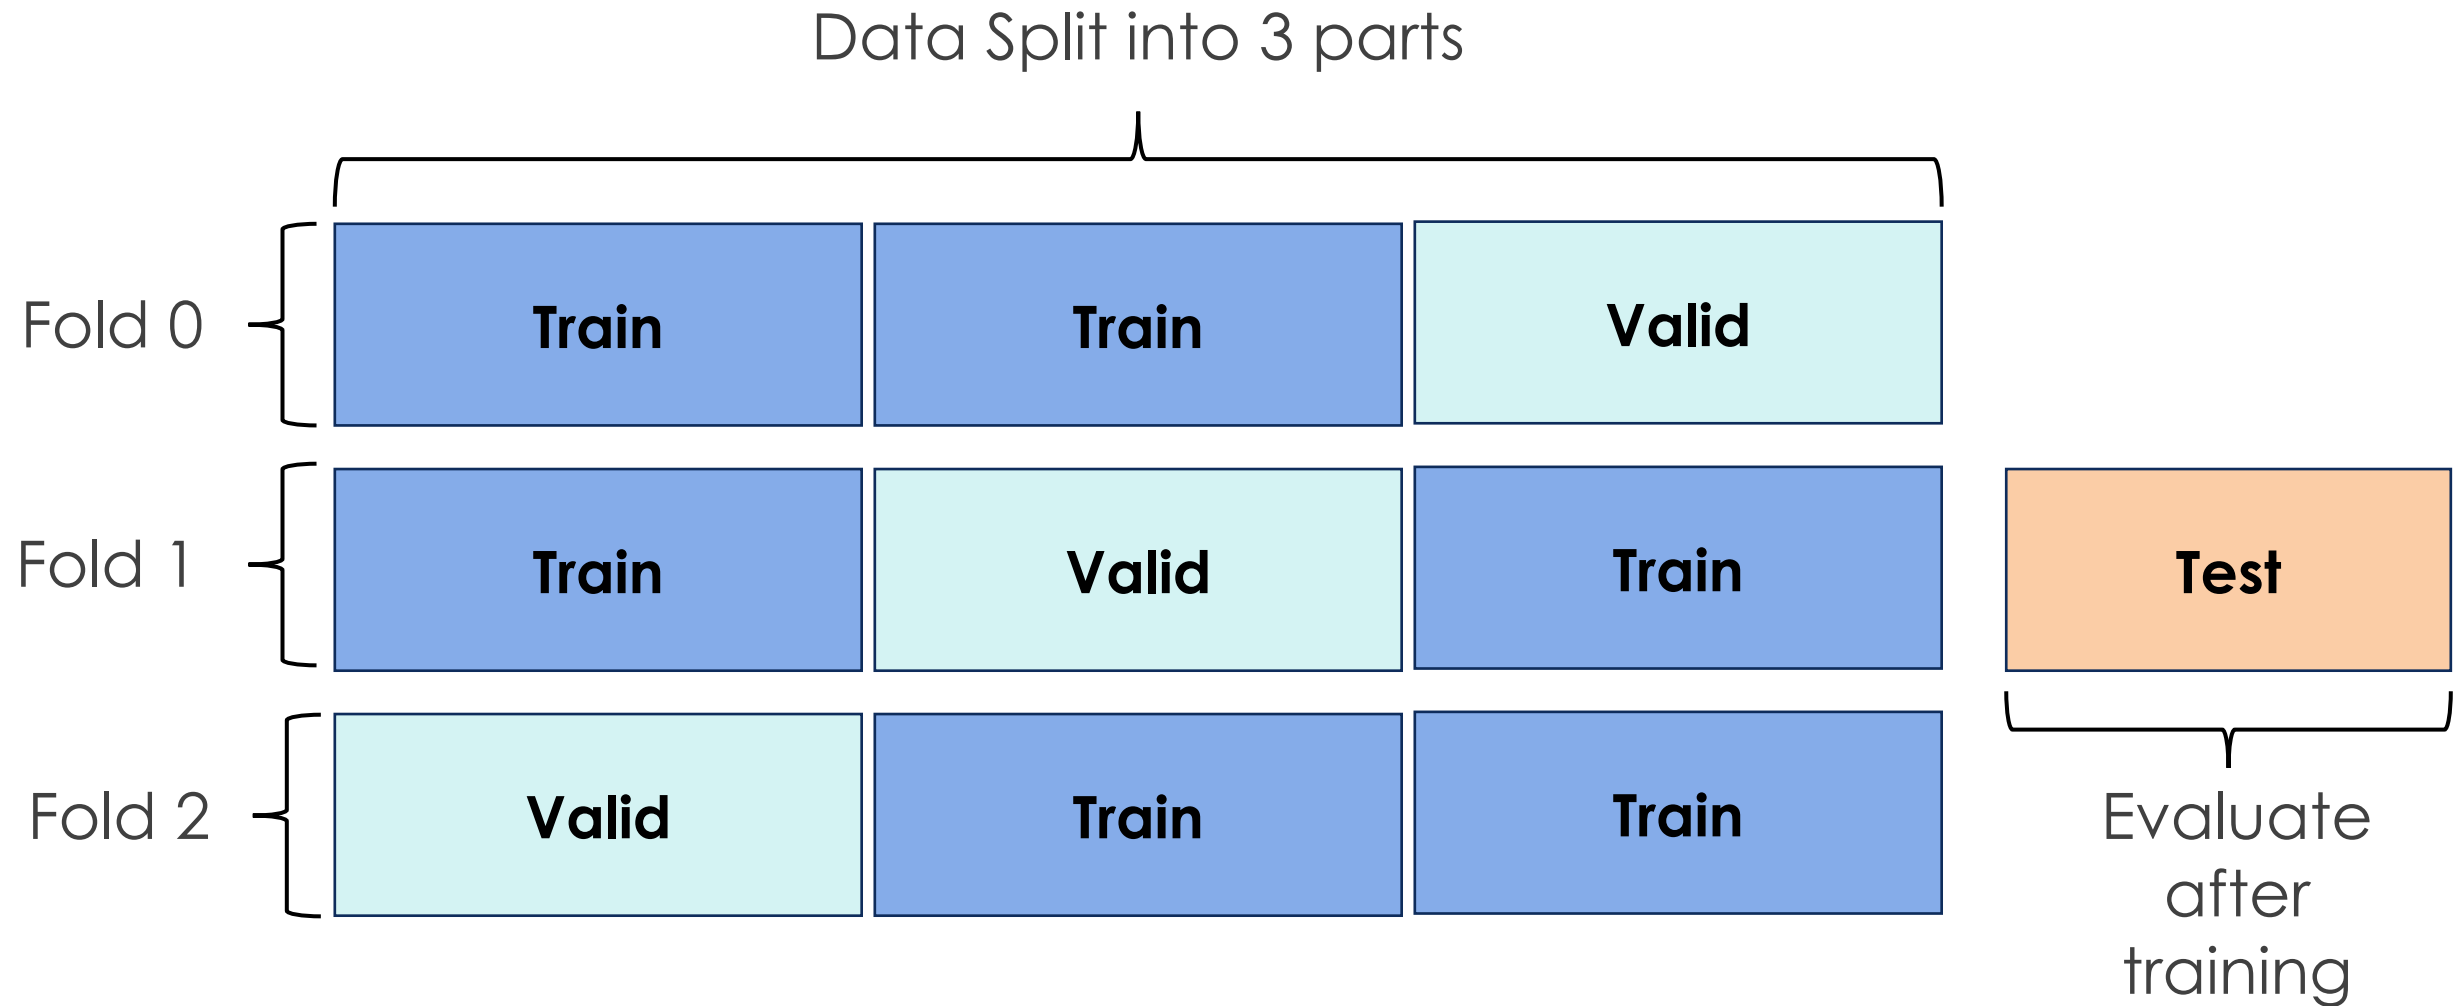 Data Split into 3 parts
Fold 0
Train
Train
Valid
Fold 1
Train
Valid
Train
Test
Fold 2
Valid
Train
Train
Evaluate
after
training